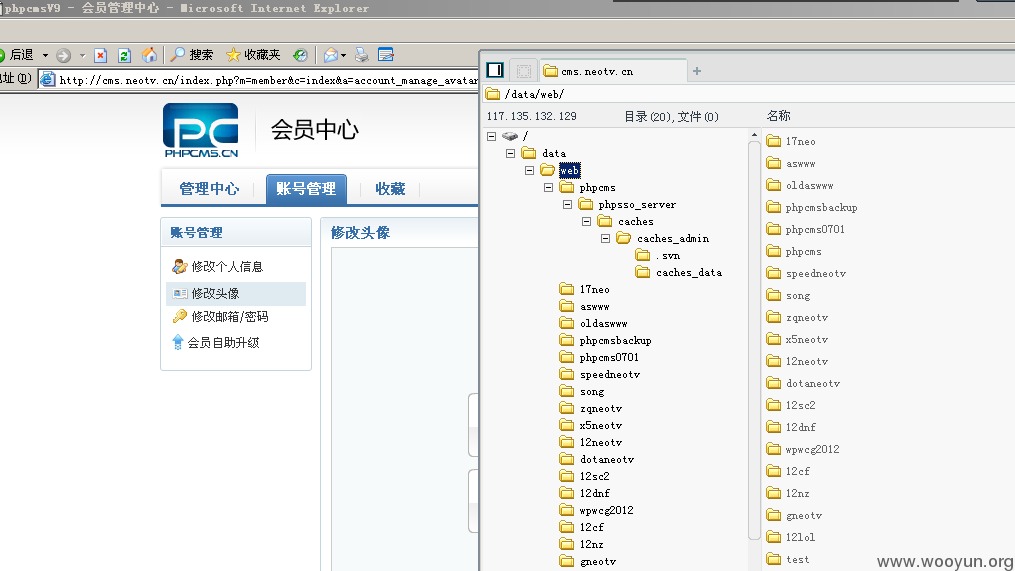 phpcmsV9 - 会员管理中心 - Microsoft Internet Explorer
后退 搜索 收藏夹
址(D) http://cms.neotv.cn/index.php?m=member&c=index&a=account_manage_avatar
PC
PHPCMS.CN
会员中心
管理中心 账号管理 收藏
账号管理
修改个人信息
修改头像
修改邮箱/密码
会员自助升级
修改头像
cms.neotv.cn
/data/web/
117.135.132.129 目录(20),文件(0) 名称
/
data
web
phpcms
phpsso_server
caches
caches_admin
.svn
caches_data
17neo
aswww
oldaswww
phpcmsbackup
phpcms0701
speedneotv
song
zqneotv
x5neotv
12neotv
dotaneotv
12sc2
12dnf
wpwcg2012
12cf
12nz
gneotv
17neo
aswww
oldaswww
phpcmsbackup
phpcms0701
phpcms
speedneotv
song
zqneotv
x5neotv
12neotv
dotaneotv
12sc2
12dnf
wpwcg2012
12cf
12nz
gneotv
12lol
test
www.wooyun.org